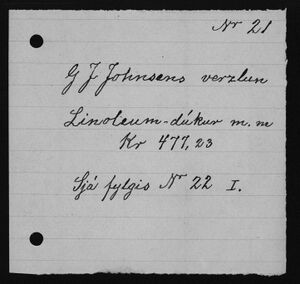 Nr 21
G J Johnsens verzlun
Linoleum-dúkur m. m
Kr 477,23
Sjá fylgis Nr 22 I.